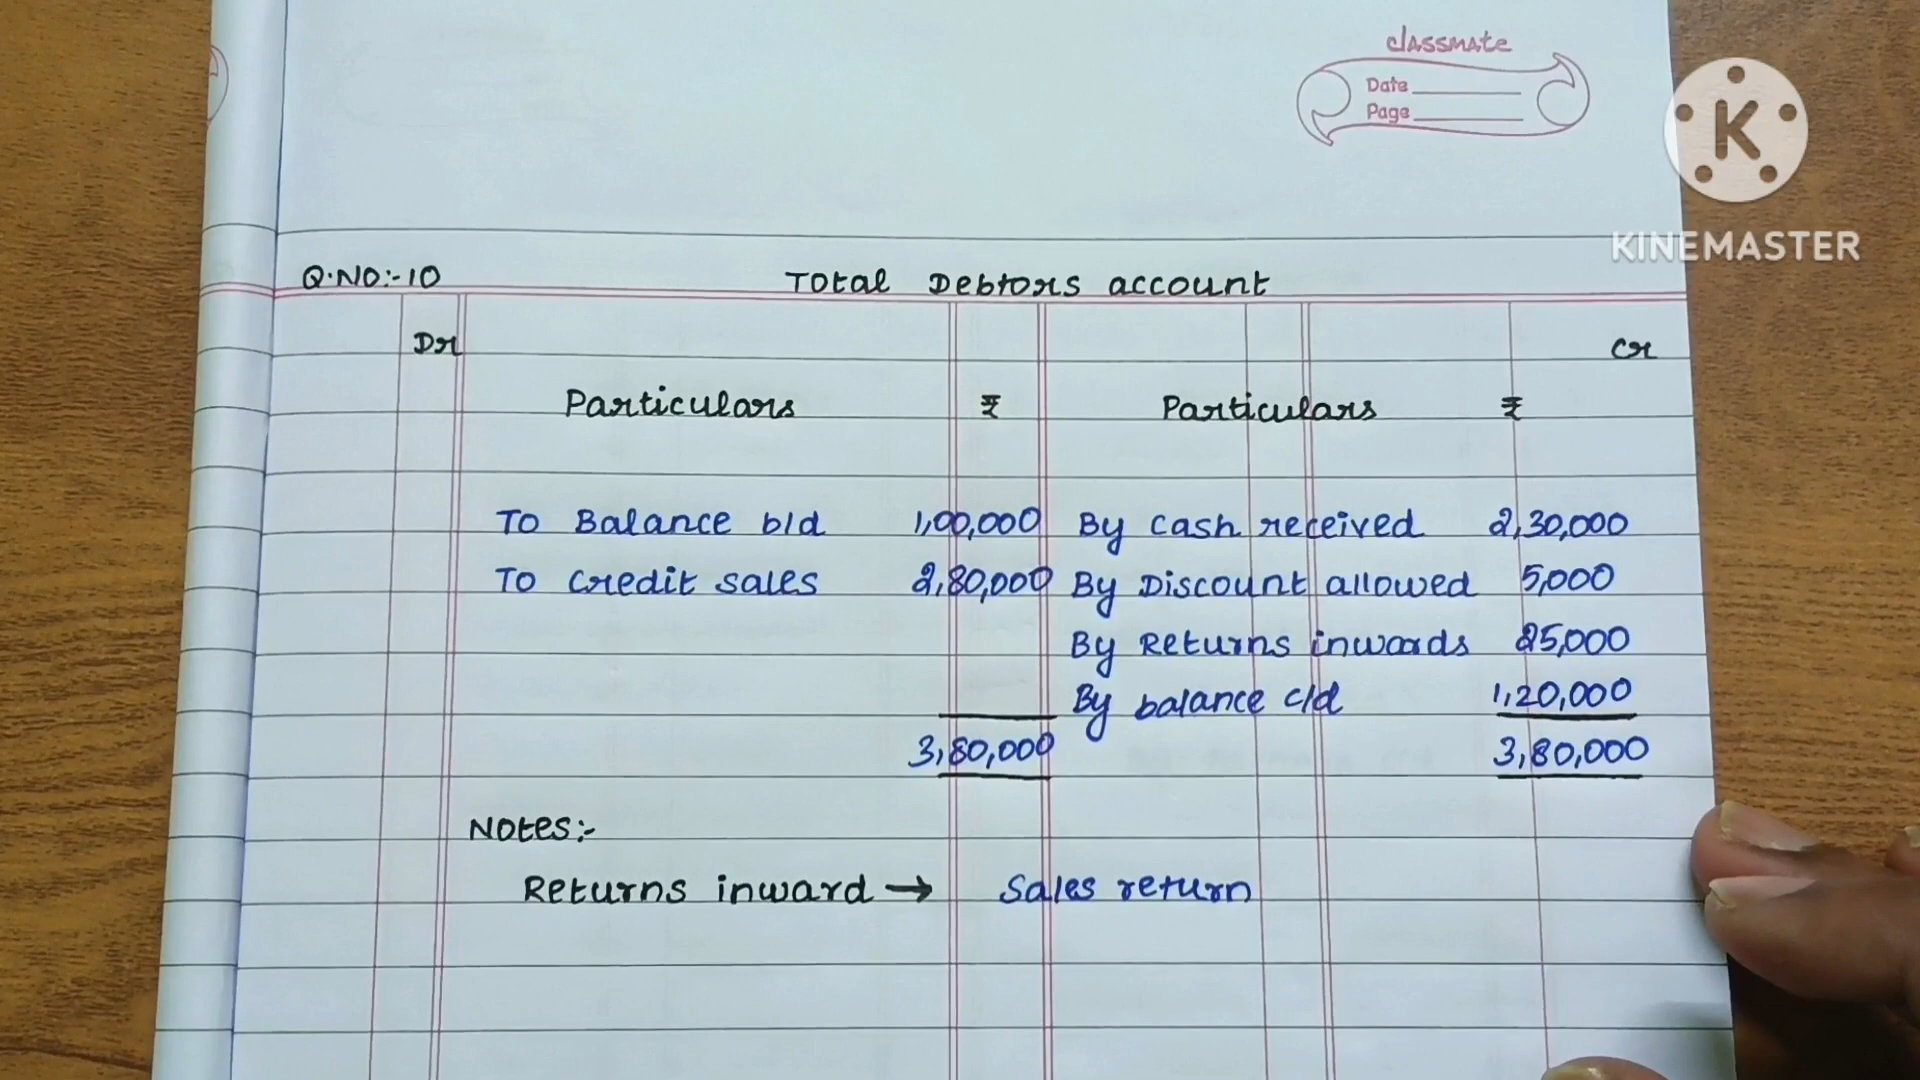 classmate
Date
Page
K
KINEMASTER
Q.NO:-10 Total Debtors account
Dr Cr
Particulars ₹ Particulars ₹
To Balance b/d 1,00,000 By cash received 2,30,000
To credit sales 2,80,000 By Discount allowed 5,000
By Returns inwards 25,000
By balance c/d 1,20,000
3,80,000 3,80,000
Notes:-
Returns inward → Sales return